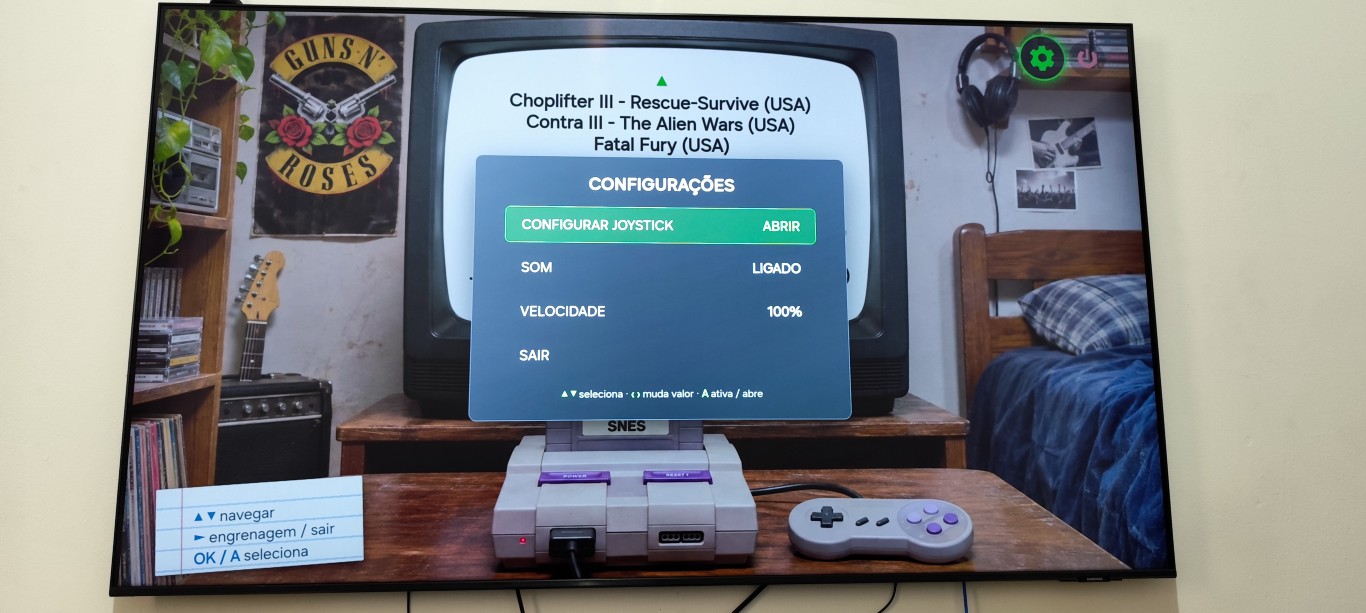 GUNS N'
ROSES
▲
Choplifter III - Rescue-Survive (USA)
Contra III - The Alien Wars (USA)
Fatal Fury (USA)
CONFIGURAÇÕES
CONFIGURAR JOYSTICK ABRIR
SOM LIGADO
VELOCIDADE 100%
SAIR
▲▼ seleciona · ‹› muda valor · A ativa / abre
SNES
POWER
RESET
▲▼ navegar
► engrenagem / sair
OK / A seleciona